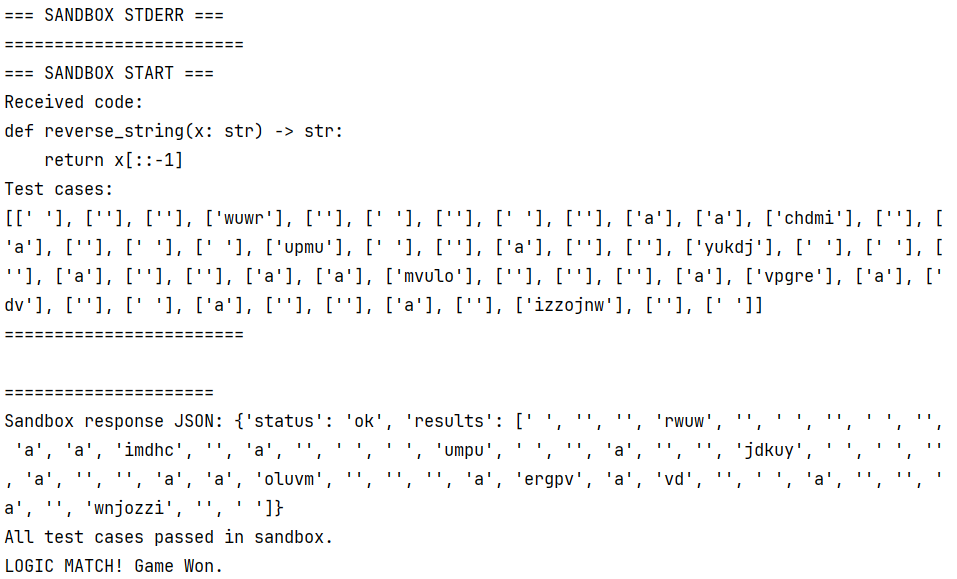 === SANDBOX STDERR ===
========================
=== SANDBOX START ===
Received code:
def reverse_string(x: str) -> str:
    return x[::-1]
Test cases:
[[' '], [''], [''], ['wuwr'], [''], [' '], [''], [' '], [''], ['a'], ['a'], ['chdmi'], [''], [
'a'], [''], [' '], [' '], ['upmu'], [' '], [''], ['a'], [''], [''], ['yukdj'], [' '], [' '], [
''], ['a'], [''], [''], ['a'], ['a'], ['mvulo'], [''], [''], [''], ['a'], ['vpgre'], ['a'], ['
dv'], [''], [' '], ['a'], [''], [''], ['a'], [''], ['izzojnw'], [''], [' ']]
========================
=====================
Sandbox response JSON: {'status': 'ok', 'results': [' ', '', '', 'rwuw', '', ' ', '', ' ', '',
 'a', 'a', 'imdhc', '', 'a', '', ' ', ' ', 'umpu', ' ', '', 'a', '', '', 'jdkuy', ' ', ' ', ''
, 'a', '', '', 'a', 'a', 'oluvm', '', '', '', 'a', 'ergpv', 'a', 'vd', '', ' ', 'a', '', '', '
a', '', 'wnjozzi', '', ' ']}
All test cases passed in sandbox.
LOGIC MATCH! Game Won.